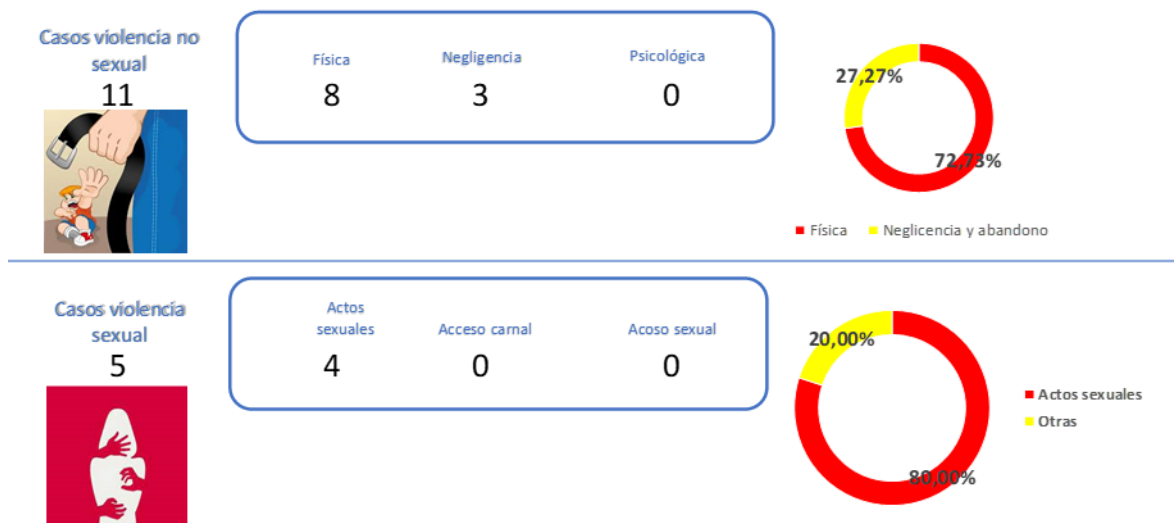 Casos violencia no
sexual
11
Física
Negligencia
Psicológica
8
3
0
27,27%
72,73%
Física
Neglicencia y abandono
Casos violencia
sexual
5
Actos
sexuales
Acceso carnal
Acoso sexual
4
0
0
20,00%
80,00%
Actos sexuales
Otras